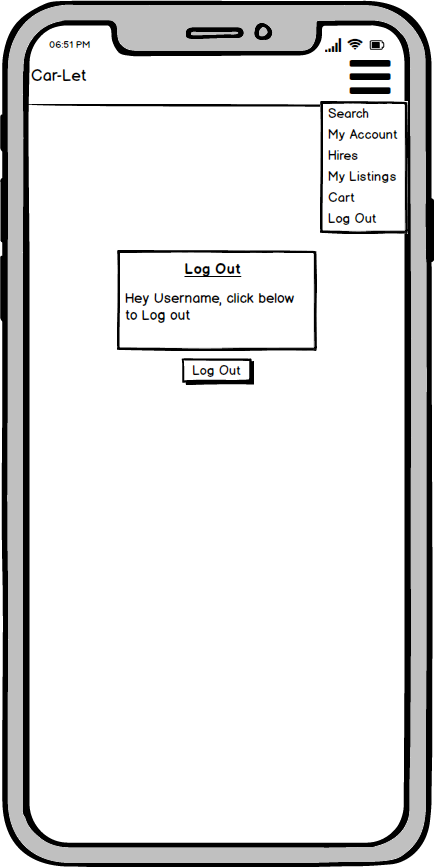 06:51 PM
Car-Let
Search
My Account
Hires
My Listings
Cart
Log Out
Log Out
Hey Username, click below
to Log out
Log Out